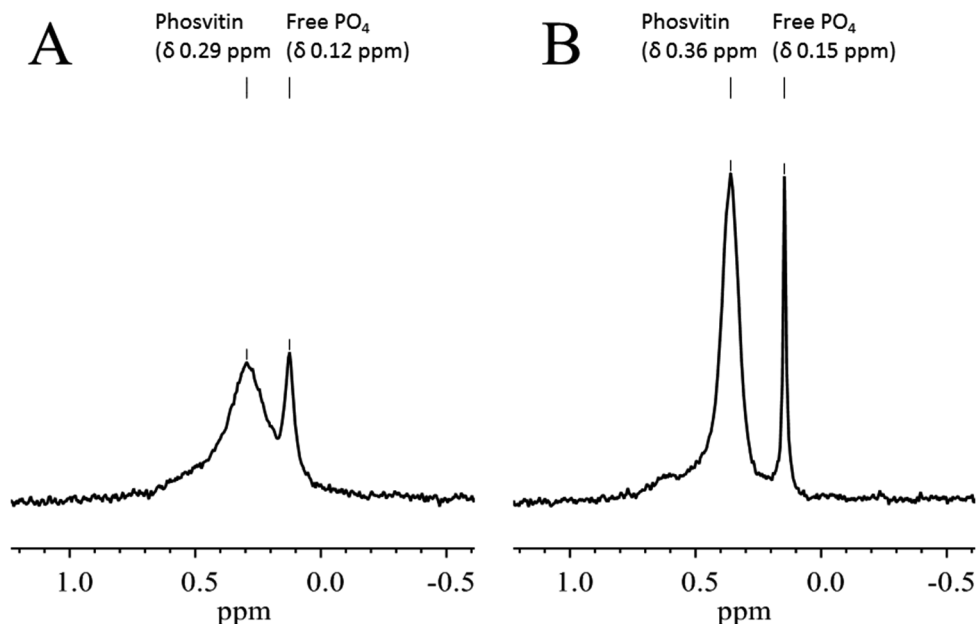 A
Phosvitin
(δ 0.29 ppm
Free PO₄
(δ 0.12 ppm)
1.0 0.5 0.0 -0.5
ppm
B
Phosvitin
(δ 0.36 ppm
Free PO₄
(δ 0.15 ppm)
1.0 0.5 0.0 -0.5
ppm